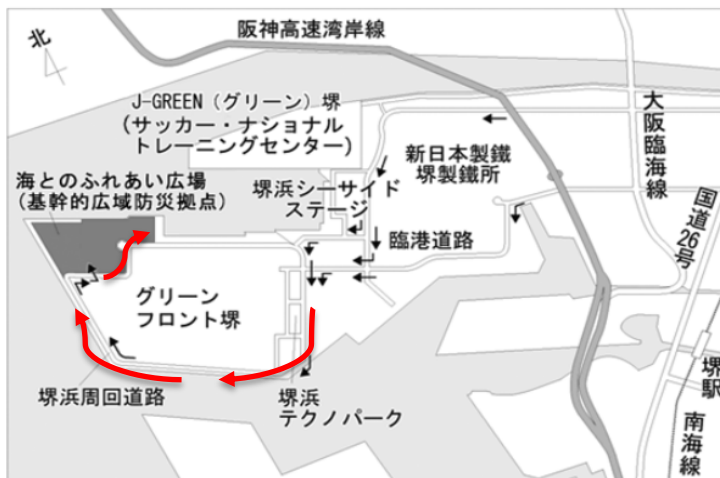 北
阪神高速湾岸線
J-GREEN（グリーン）堺
(サッカー・ナショナル
トレーニングセンター)
大阪臨海線
新日本製鐵
堺製鉄所
海とのふれあい広場
(基幹的広域防災拠点)
堺浜シーサイド
ステージ
国道26号
臨港道路
グリーン
フロント堺
堺浜周回道路
堺浜
テクノパーク
堺駅
南海線